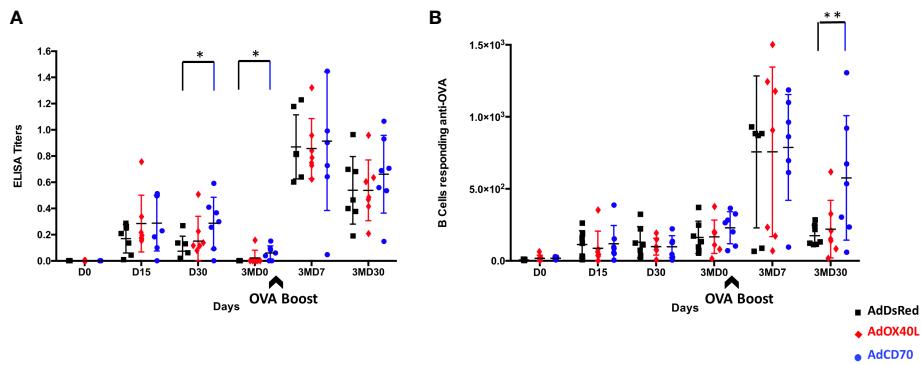 A
ELISA Titers
1.6
1.4
1.2
1.0
0.8
0.6
0.4
0.2
0.0
*
*
D0 D15 D30 3MD0 3MD7 3MD30
OVA Boost
Days
B
B Cells responding anti-OVA
1.5×10³
1.0×10³
5.0×10²
0.0
**
D0 D15 D30 3MD0 3MD7 3MD30
OVA Boost
Days
AdDsRed
AdOX40L
AdCD70